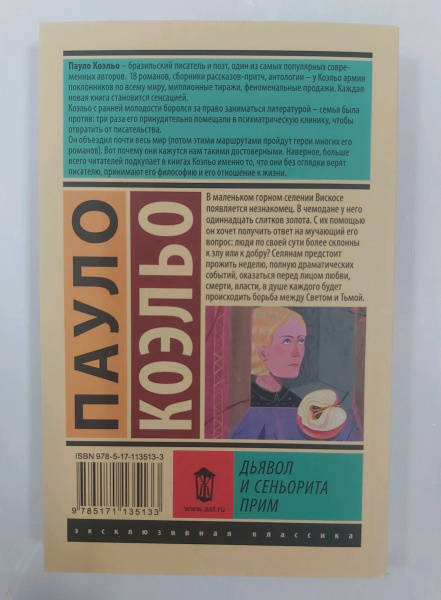 Пауло Коэльо – бразильский писатель и поэт, один из самых популярных совре-
менных авторов. 18 романов, сборники рассказов-притч, антологии – у Коэльо армия
поклонников по всему миру, миллионные тиражи, феноменальные продажи. Каждая
новая книга становится сенсацией.
Коэльо с ранней молодости боролся за право заниматься литературой – семья была
против: три раза его принудительно помещали в психиатрическую клинику, чтобы
отвратить от писательства.
Он объездил почти весь мир (потом этими маршрутами пройдут герои многих его
романов). Вот почему они кажутся нам такими достоверными. Наверное, больше
всего читателей подкупает в книгах Коэльо именно то, что они без оглядки верят
писателю, принимают его философию и его отношение к жизни.
ПАУЛО
КОЭЛЬО
В маленьком горном селении Вискосе
появляется незнакомец. В чемодане у него
одиннадцать слитков золота. С их помощью
он хочет получить ответ на мучающий его
вопрос: люди по своей сути более склонны
к злу или к добру? Селянам предстоит
прожить неделю, полную драматических
событий, оказаться перед лицом любви,
смерти, власти, в душе каждого будет
происходить борьба между Светом и Тьмой.
ISBN 978-5-17-113513-3
9 785171 135133
www.ast.ru
ДЬЯВОЛ
И СЕНЬОРИТА
ПРИМ
эксклюзивная классика